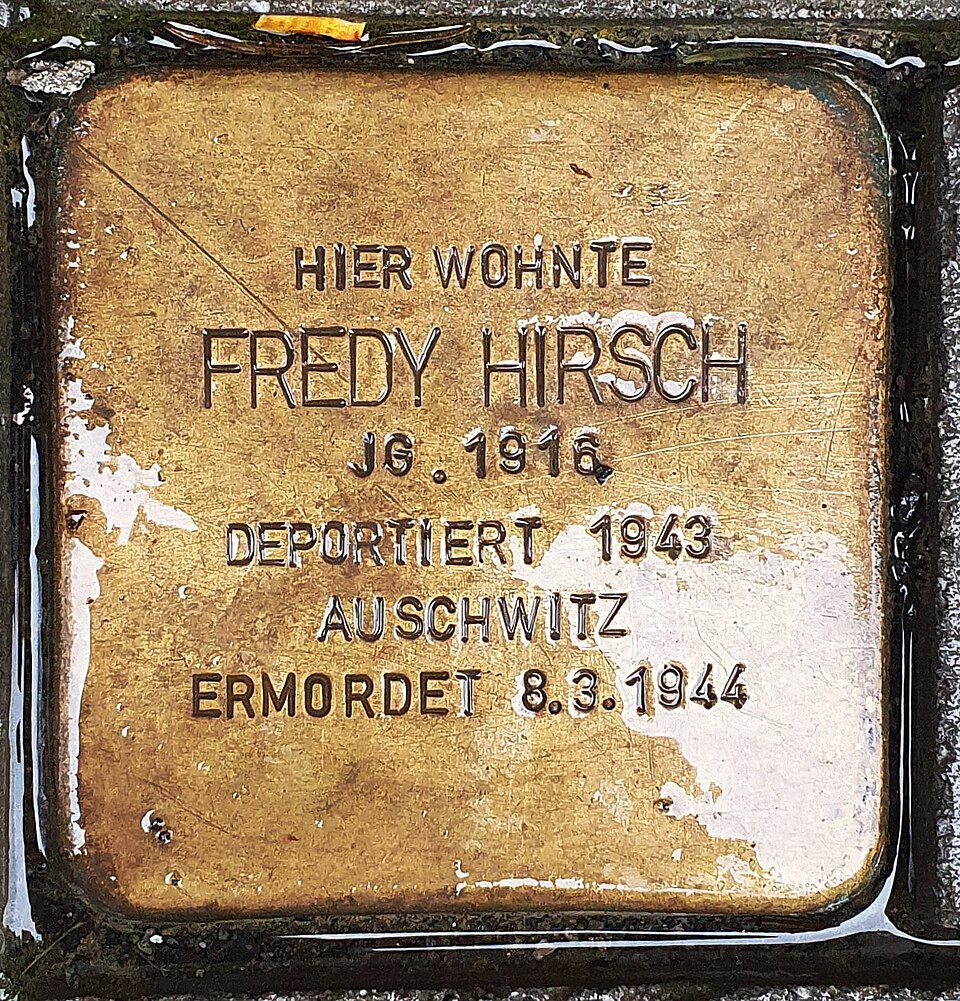 HIER WOHNTE
FREDY HIRSCH
JG. 1916
DEPORTIERT 1943
AUSCHWITZ
ERMORDET 8.3.1944